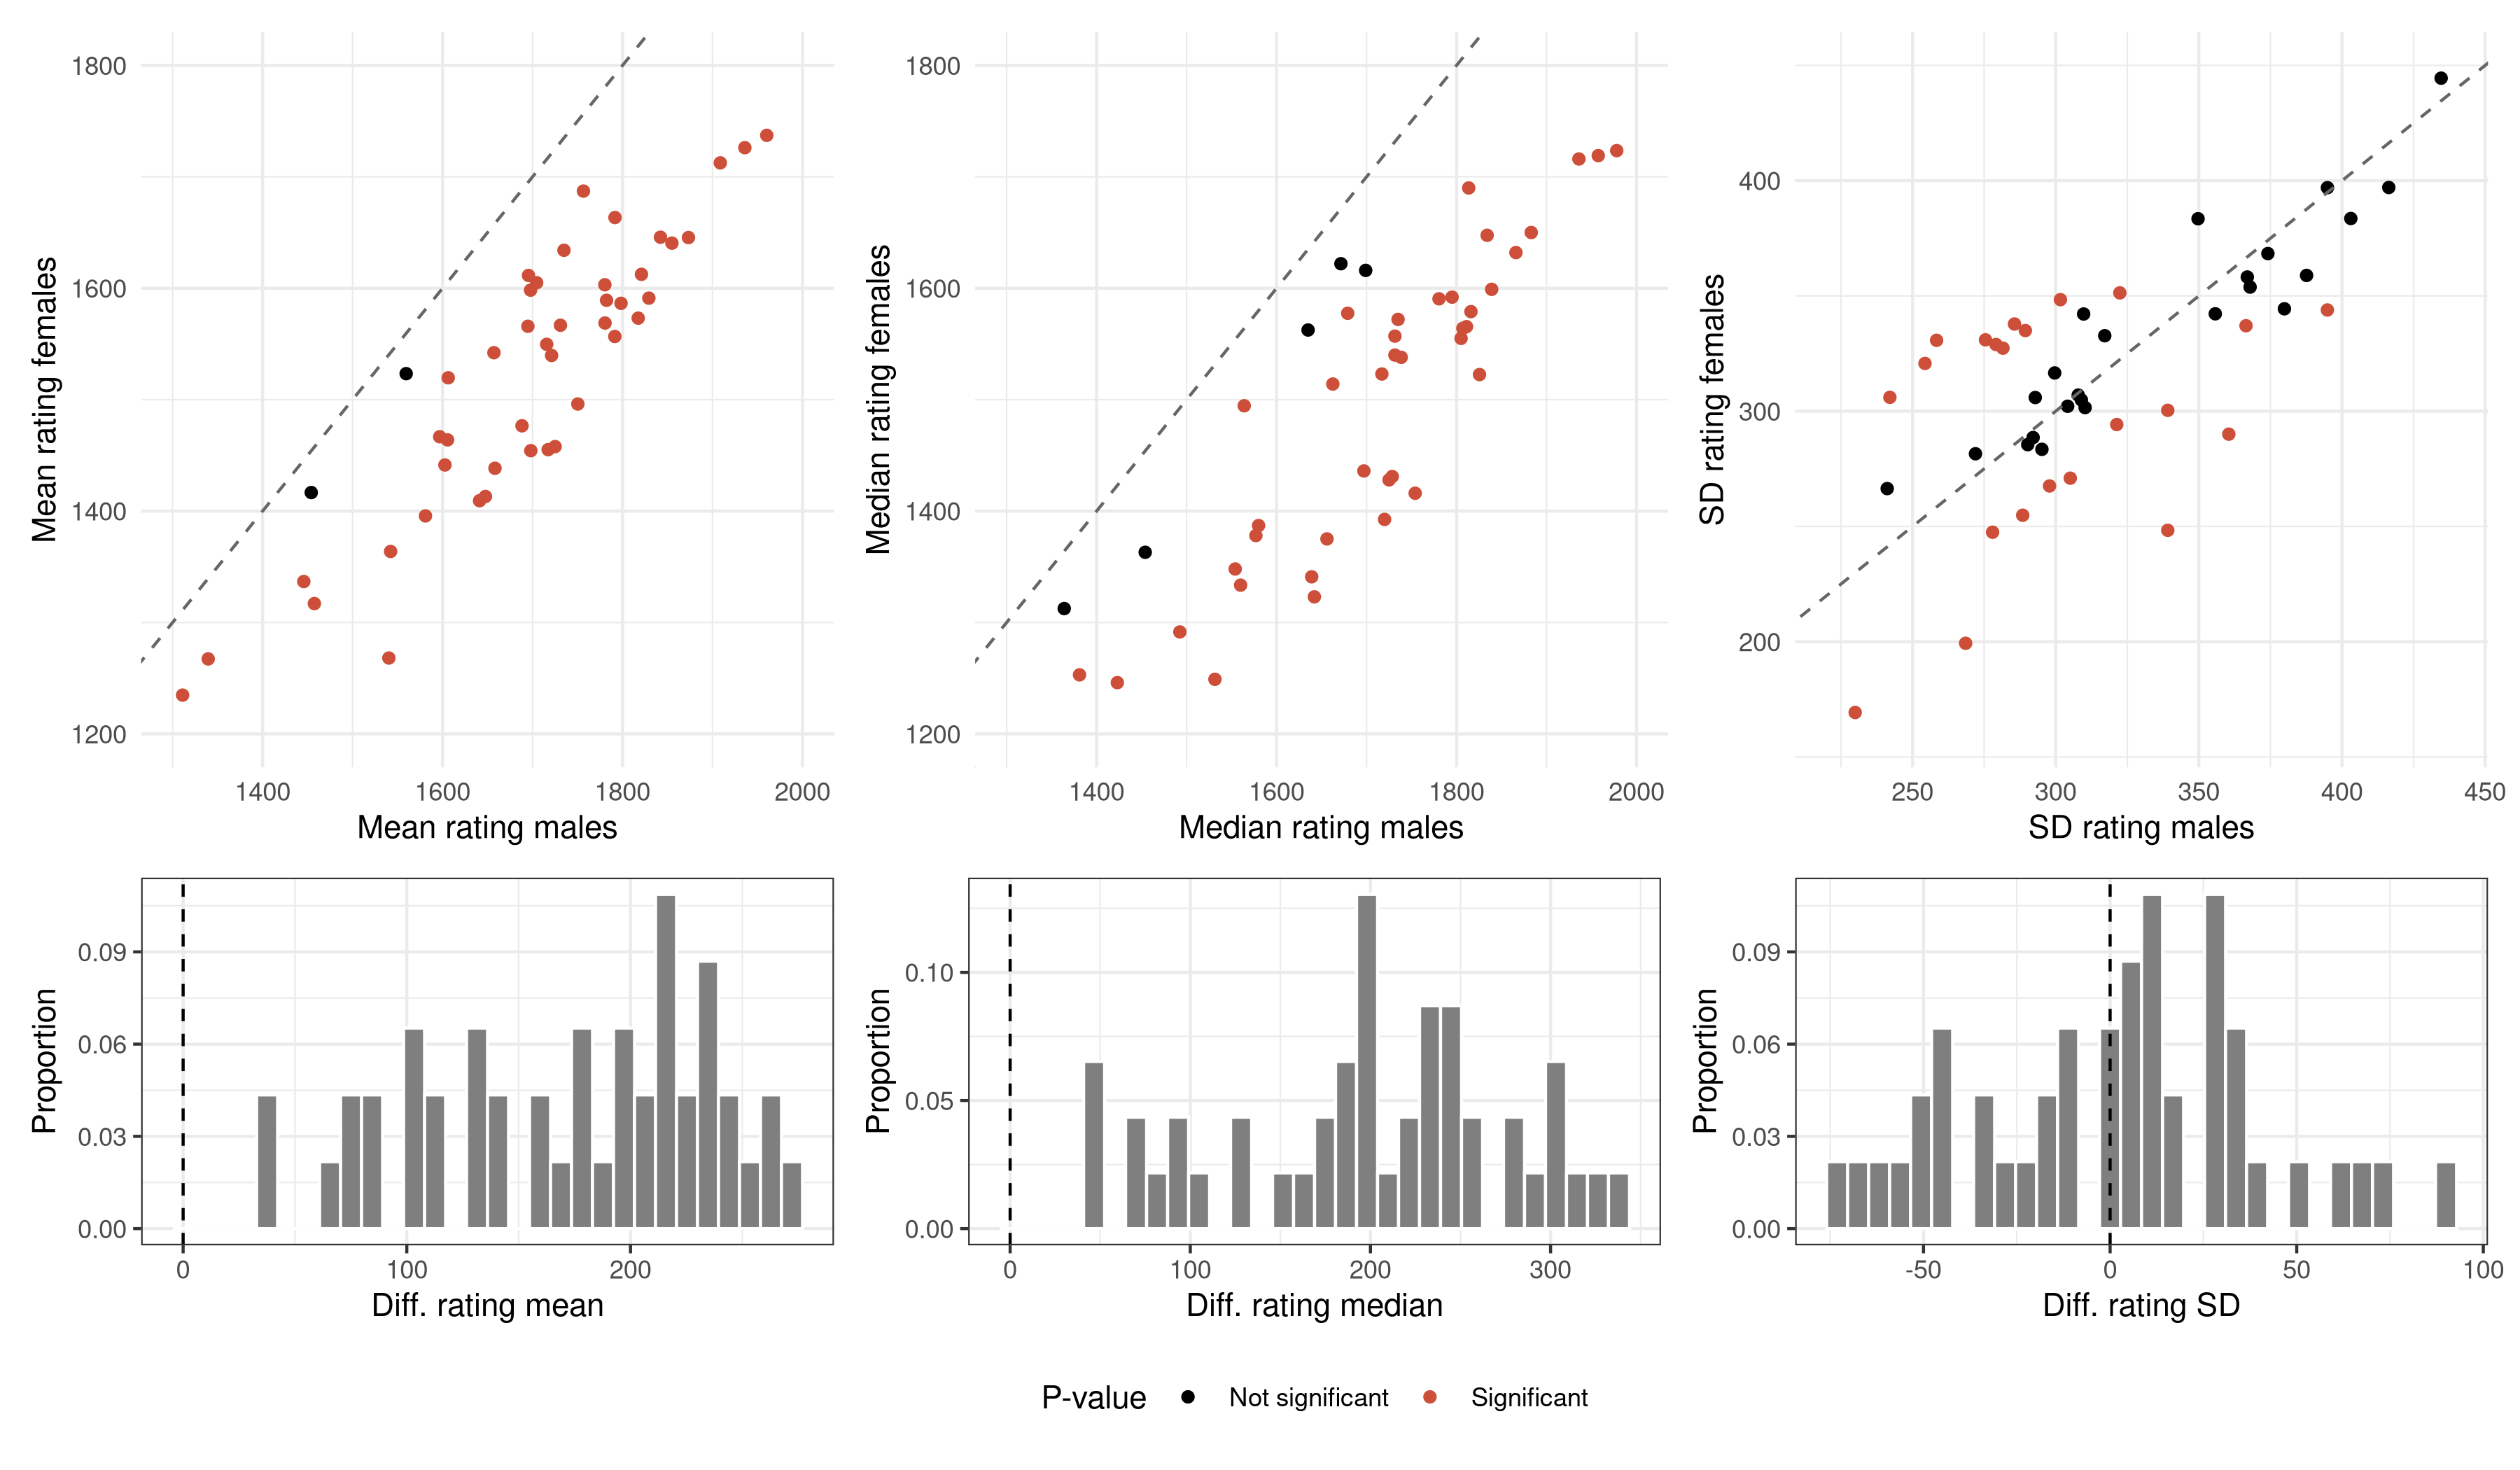 1800
1600
1400
1200
Mean rating females
1400 1600 1800 2000
Mean rating males
1800
1600
1400
1200
Median rating females
1400 1600 1800 2000
Median rating males
400
300
200
SD rating females
250 300 350 400 450
SD rating males
0.09
0.06
0.03
0.00
Proportion
0 100 200
Diff. rating mean
0.10
0.05
0.00
Proportion
0 100 200 300
Diff. rating median
0.09
0.06
0.03
0.00
Proportion
-50 0 50 100
Diff. rating SD
P-value Not significant Significant